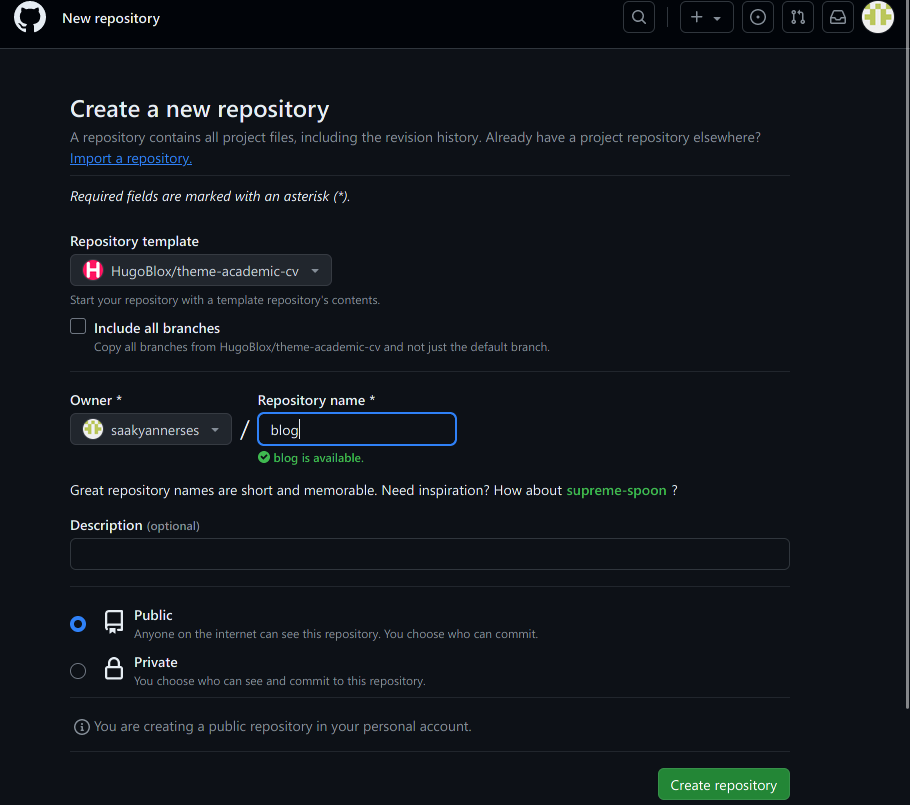 New repository
Create a new repository
A repository contains all project files, including the revision history. Already have a project repository elsewhere?
Import a repository.
Required fields are marked with an asterisk (*).
Repository template
H HugoBlox/theme-academic-cv
Start your repository with a template repository's contents.
Include all branches
Copy all branches from HugoBlox/theme-academic-cv and not just the default branch.
Owner * Repository name *
saakyannerses / blog
blog is available.
Great repository names are short and memorable. Need inspiration? How about supreme-spoon ?
Description (optional)
Public
Anyone on the internet can see this repository. You choose who can commit.
Private
You choose who can see and commit to this repository.
You are creating a public repository in your personal account.
Create repository